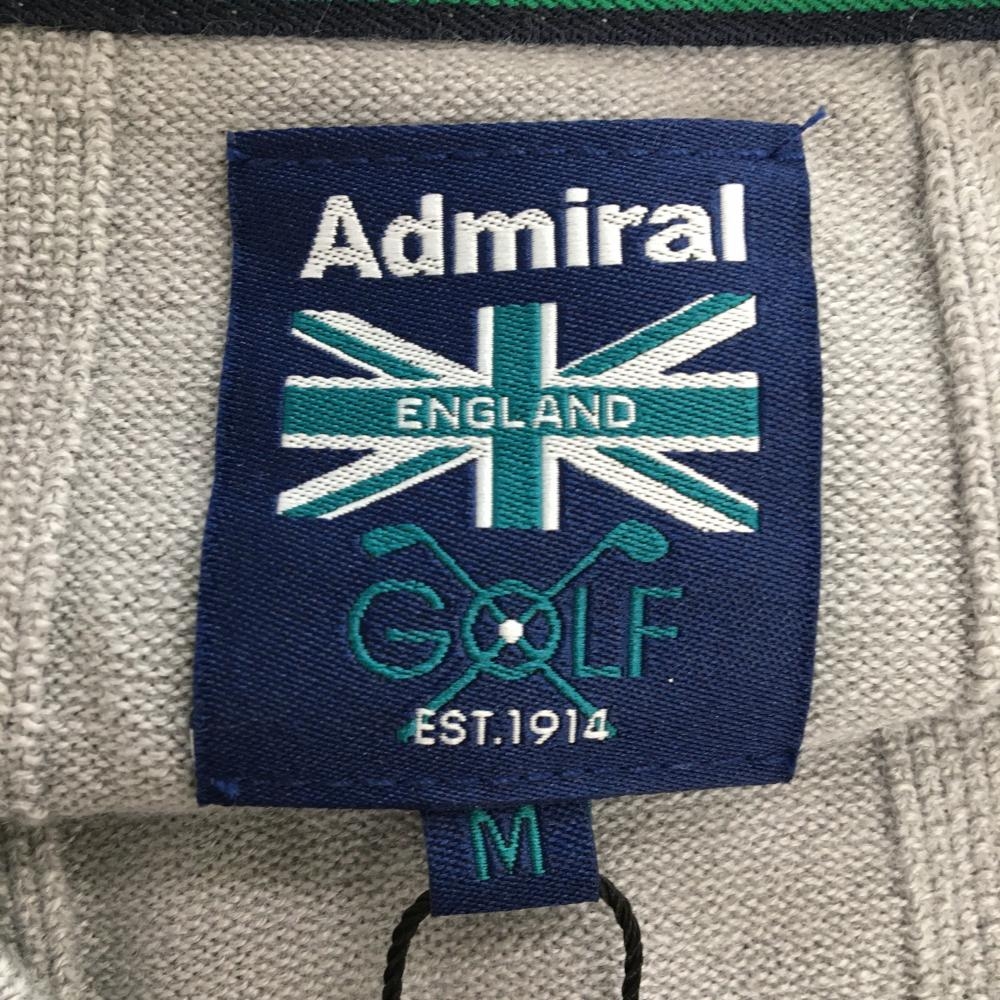 Admiral
ENGLAND
GOLF
EST.1914
M